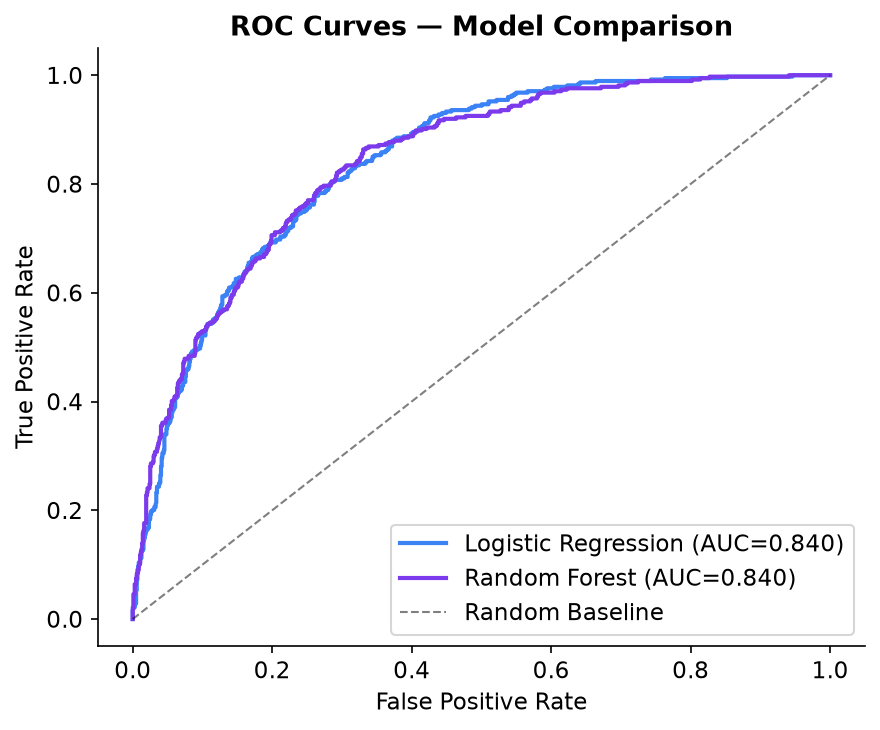 ROC Curves — Model Comparison
True Positive Rate
1.0
0.8
0.6
0.4
0.2
0.0
Logistic Regression (AUC=0.840)
Random Forest (AUC=0.840)
Random Baseline
0.0 0.2 0.4 0.6 0.8 1.0
False Positive Rate